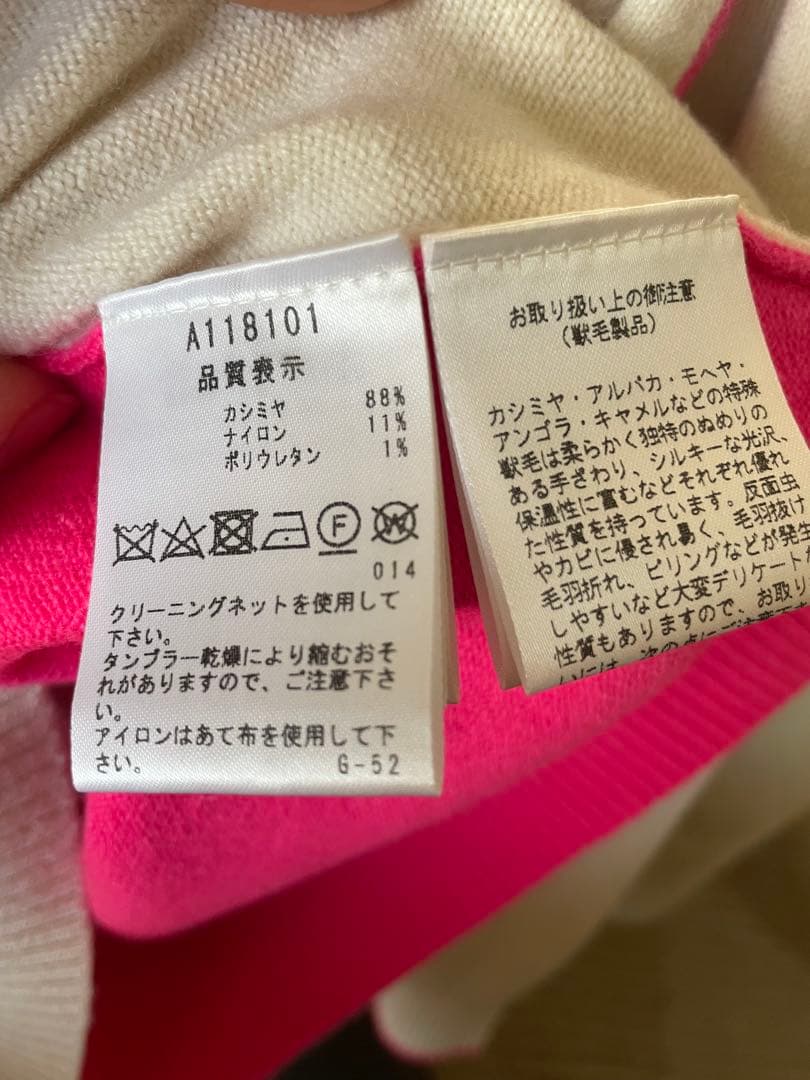 A118101
品質表示
カシミヤ 88%
ナイロン 11%
ポリウレタン 1%
F
W
014
クリーニングネットを使用して
下さい。
タンブラー乾燥により縮むおそ
れがありますので、ご注意下さ
い。
アイロンはあて布を使用して下
さい。 G-52
お取り扱い上の御注意
(獣毛製品)
カシミヤ・アルパカ・モヘヤ・
アンゴラ・キャメルなどの特殊
獣毛は柔らかく独特のぬめりの
ある手ざわり、シルキーな光沢、
保温性に富むなどそれぞれ優れ
た性質を持っています。反面虫
やカビに優され易く、毛羽抜け
毛羽折れ、ピリングなどが発生
しやすいなど大変デリケートな
性質もありますので、お取り